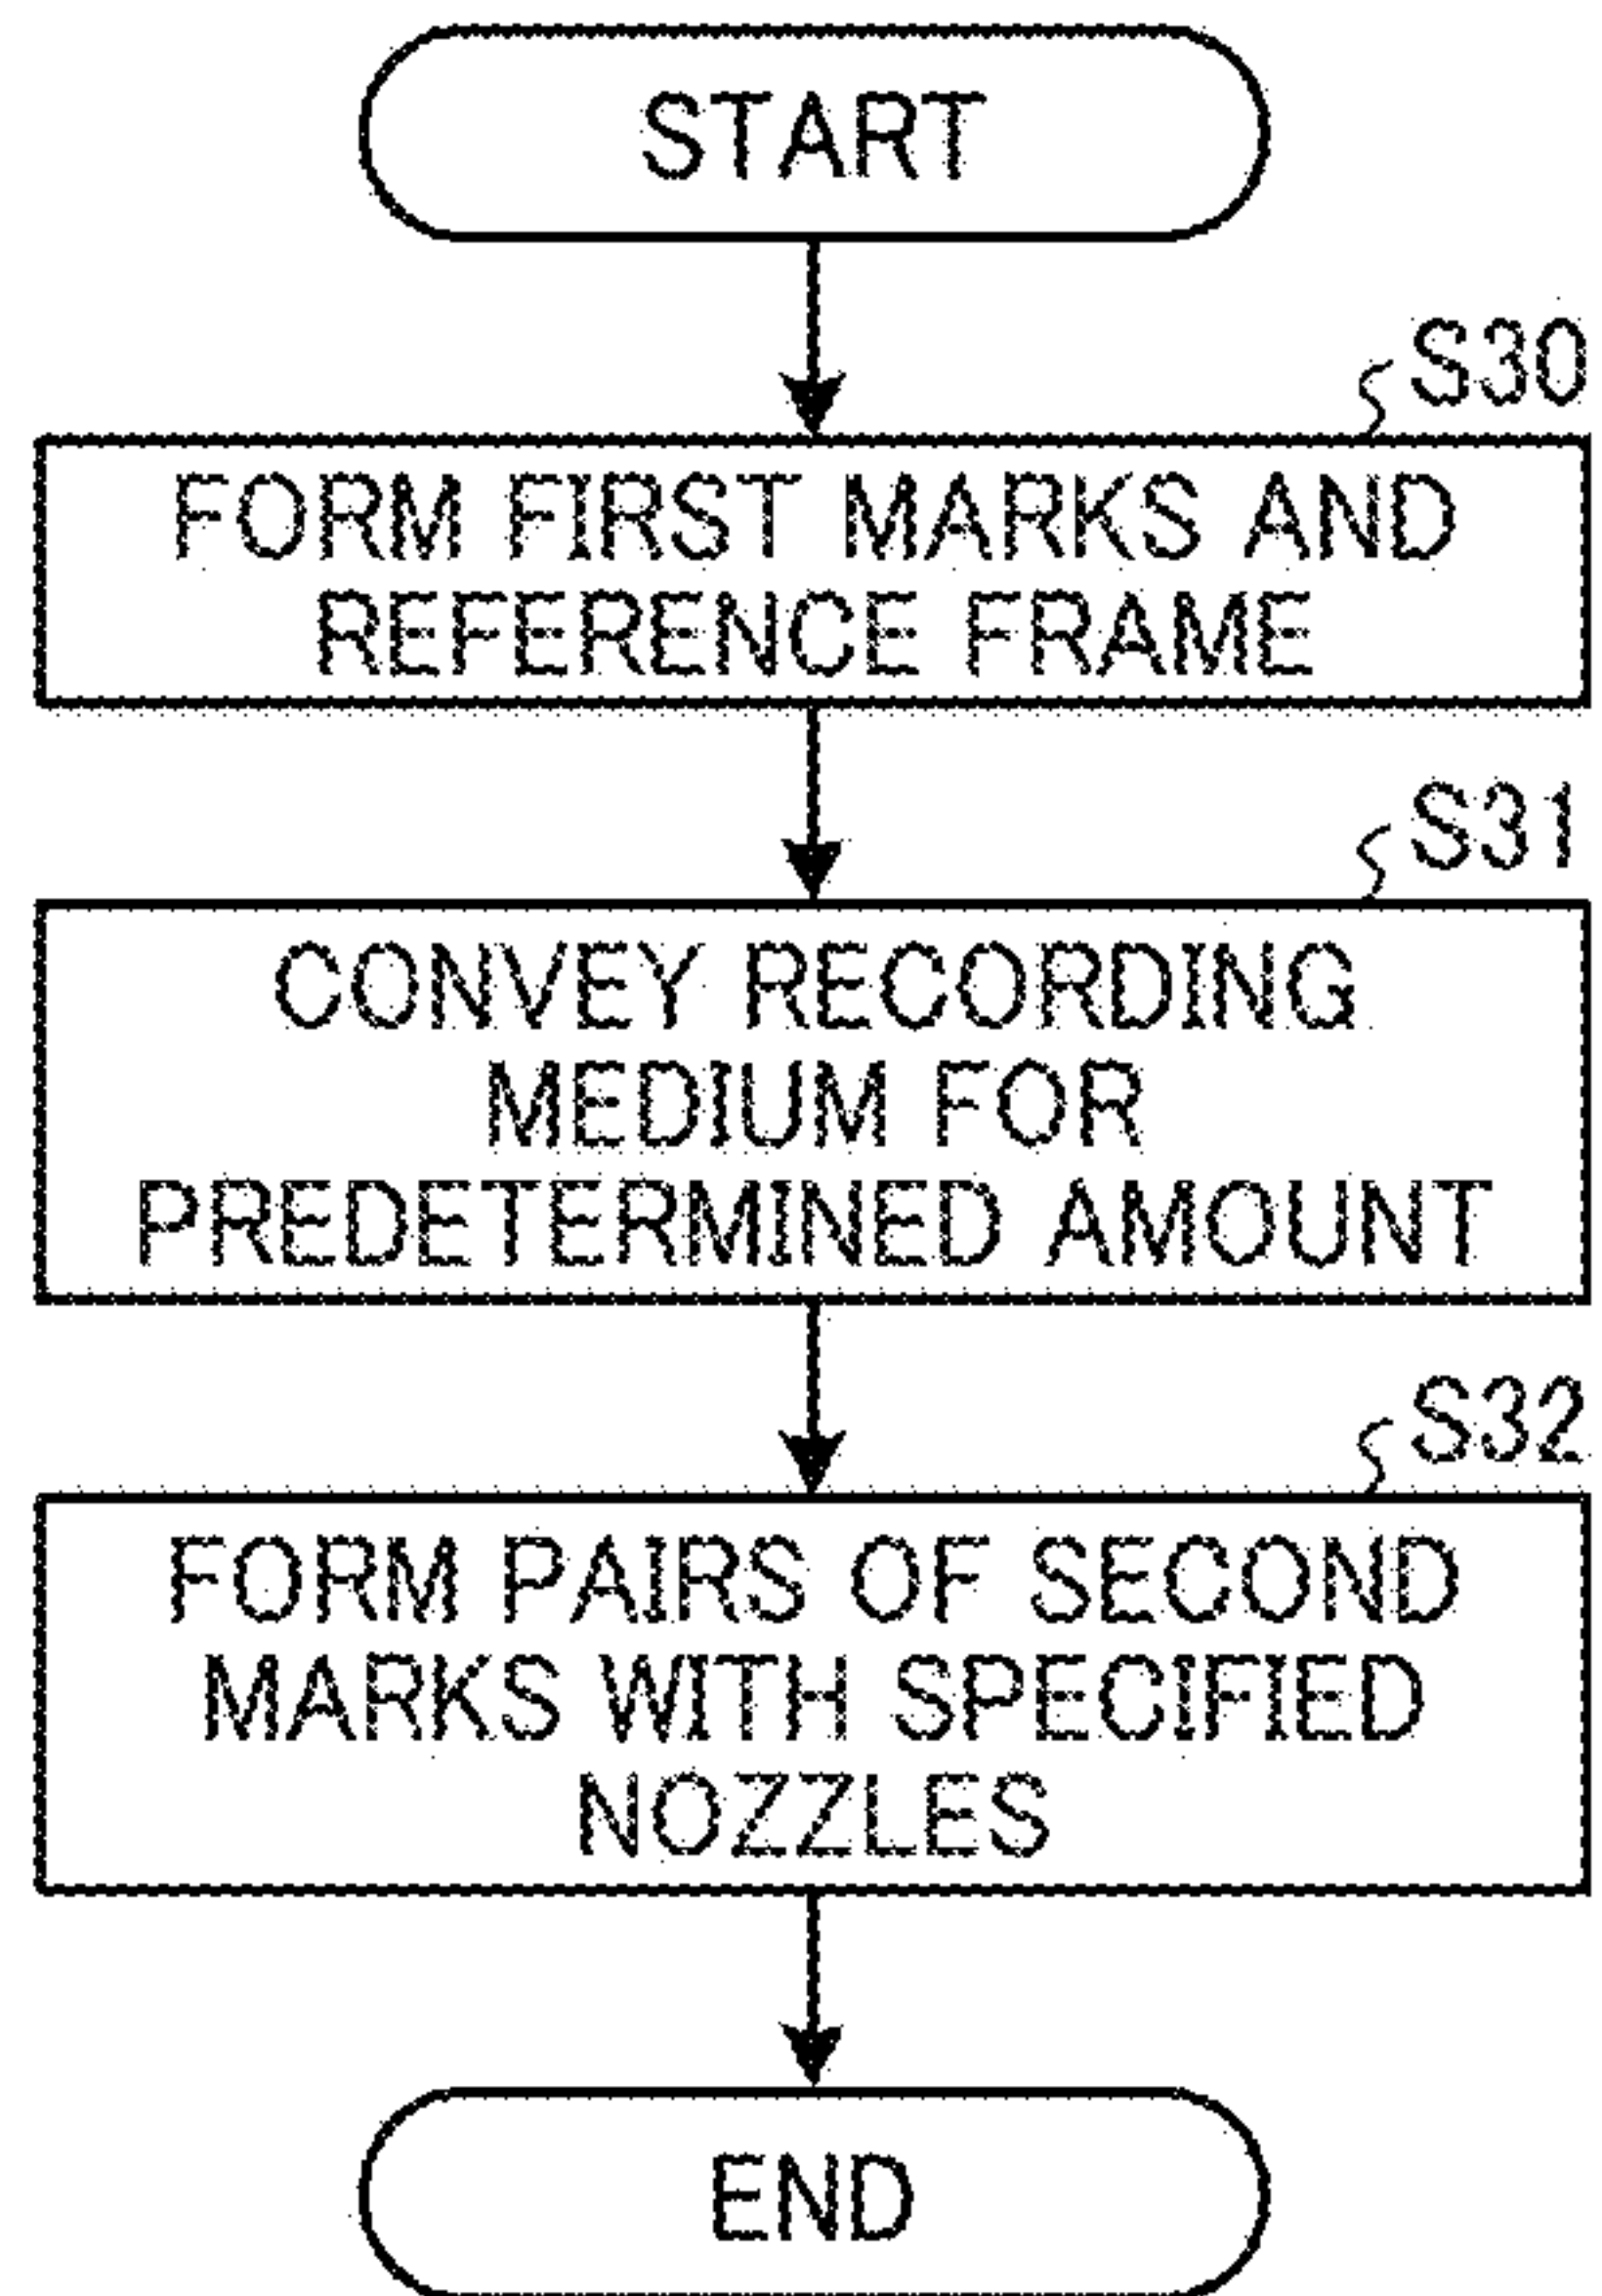 START
S30
FORM FIRST MARKS AND
REFERENCE FRAME
S31
CONVEY RECORDING
MEDIUM FOR
PREDETERMINED AMOUNT
S32
FORM PAIRS OF SECOND
MARKS WITH SPECIFIED
NOZZLES
END